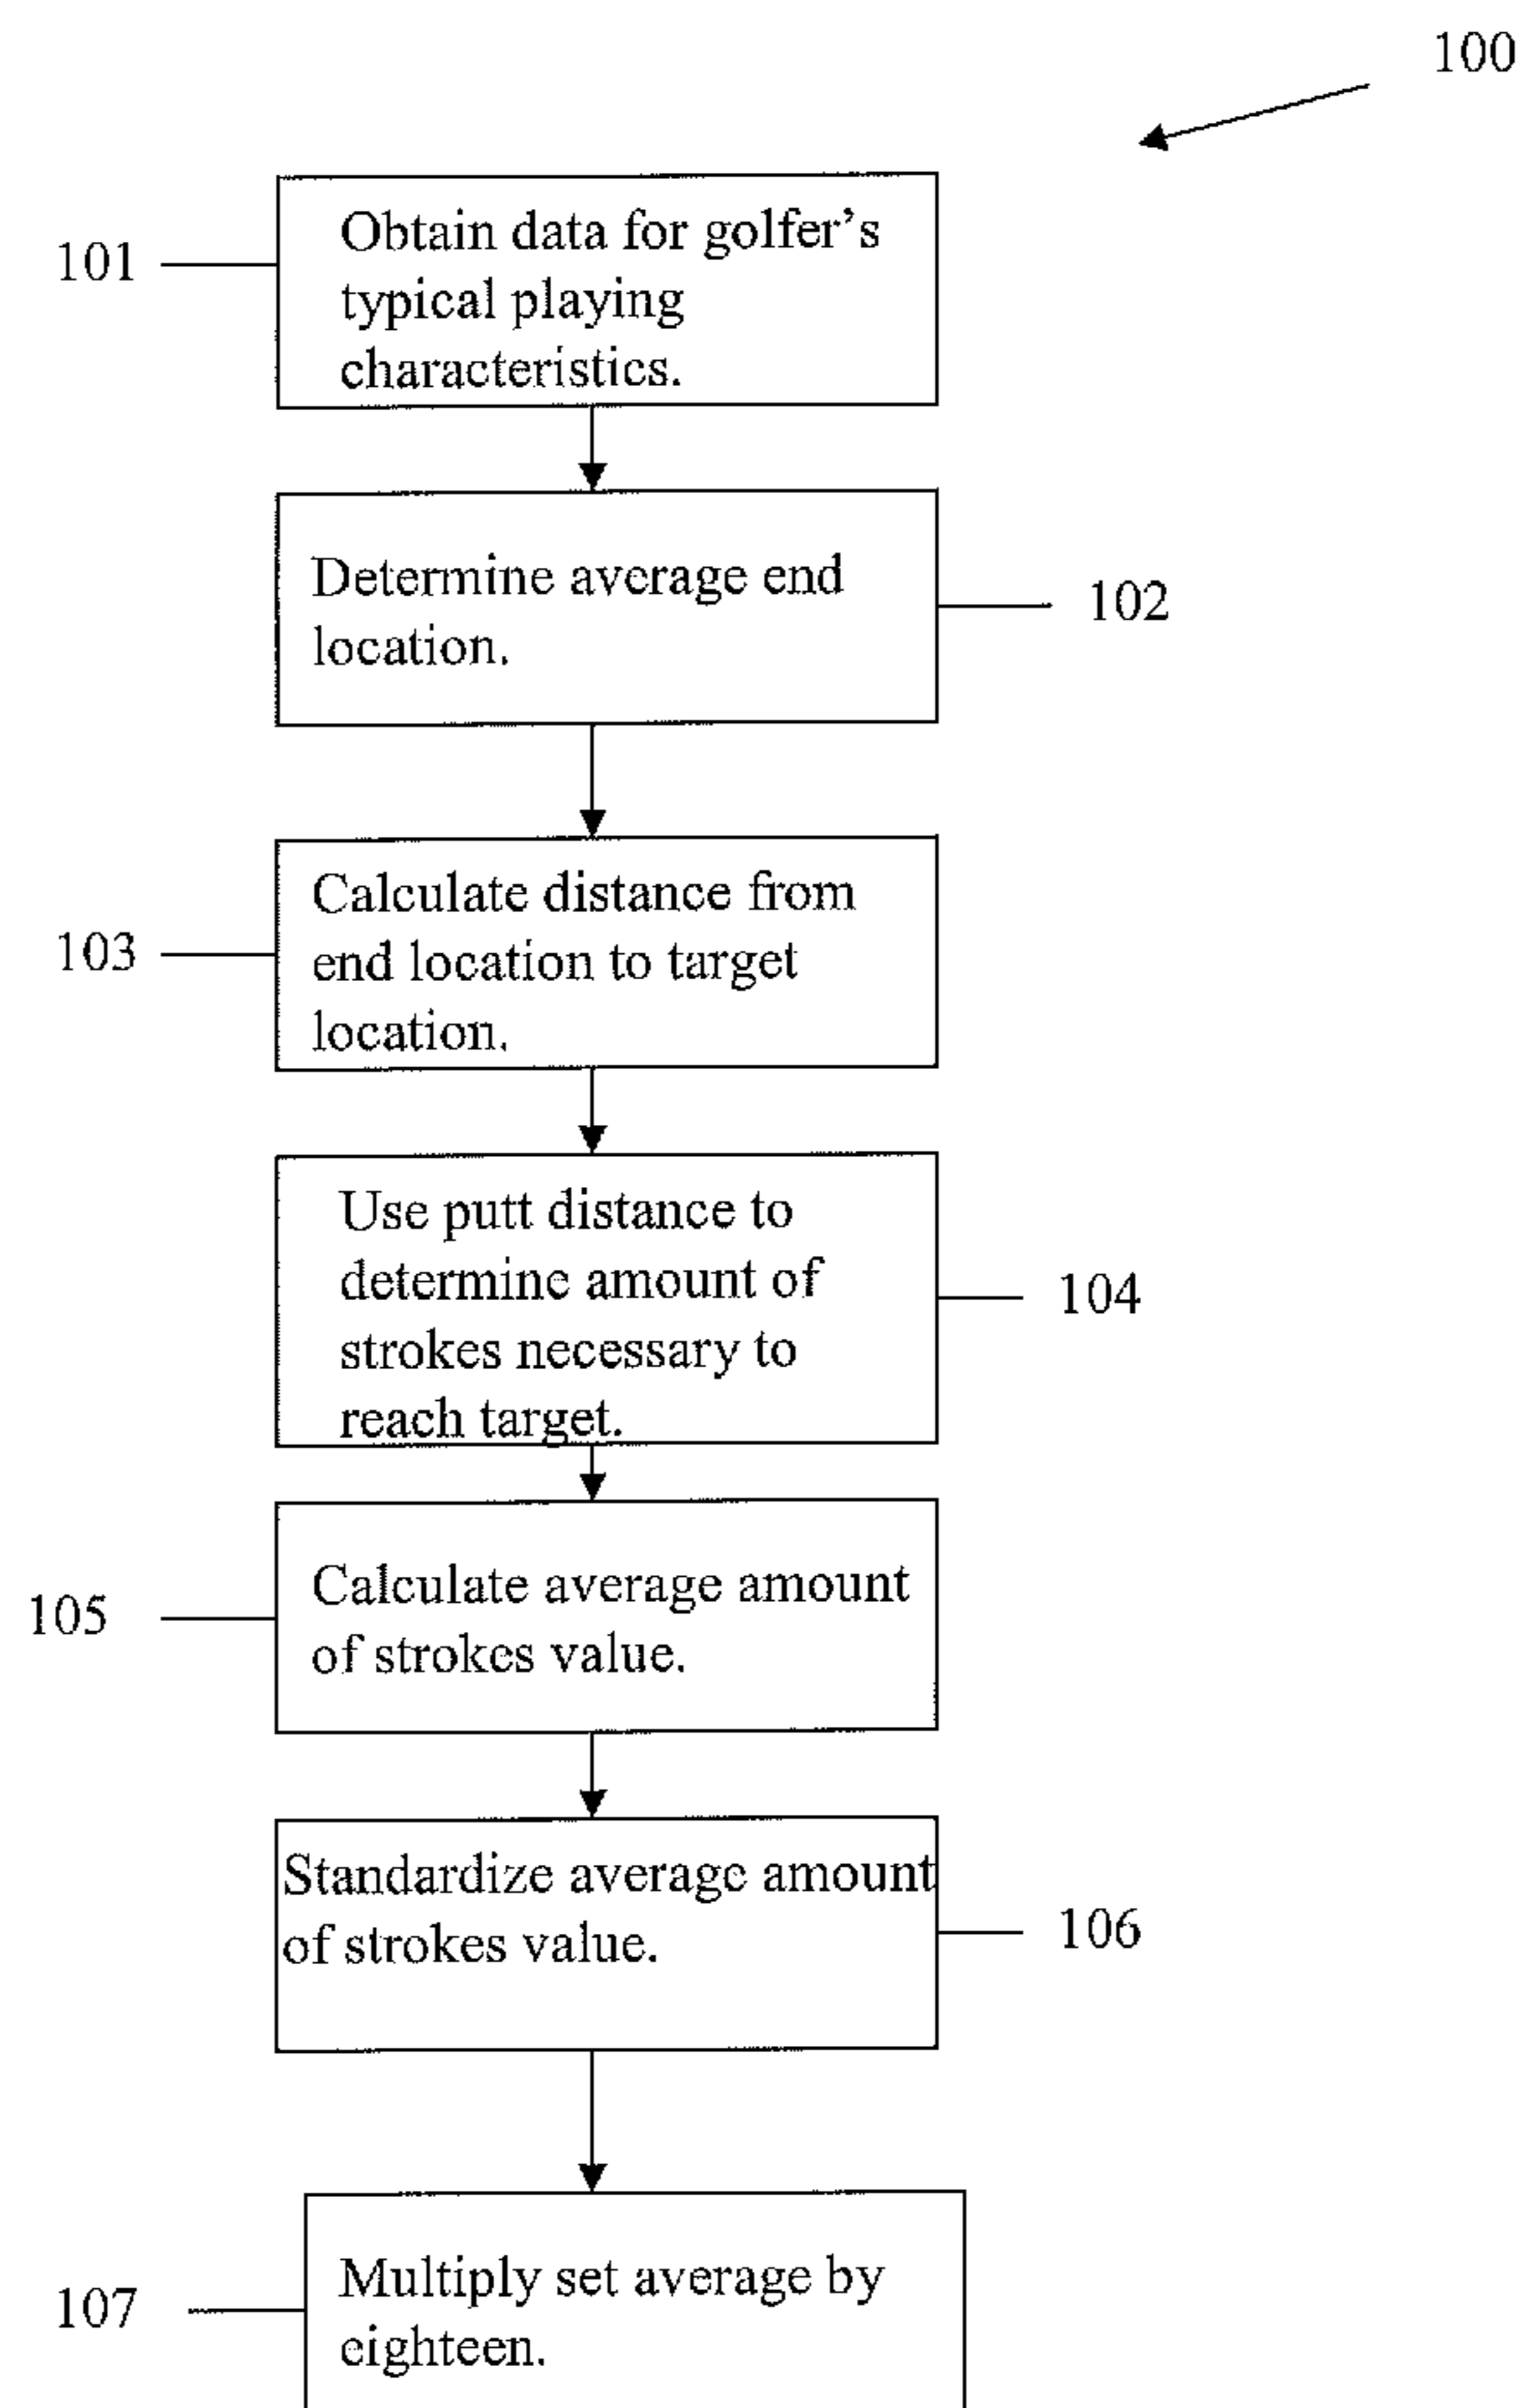 100
101
Obtain data for golfer's
typical playing
characteristics.
Determine average end
location.
102
103
Calculate distance from
end location to target
location.
Use putt distance to
determine amount of
strokes necessary to
reach target.
104
105
Calculate average amount
of strokes value.
Standardize average amount
of strokes value.
106
107
Multiply set average by
eighteen.